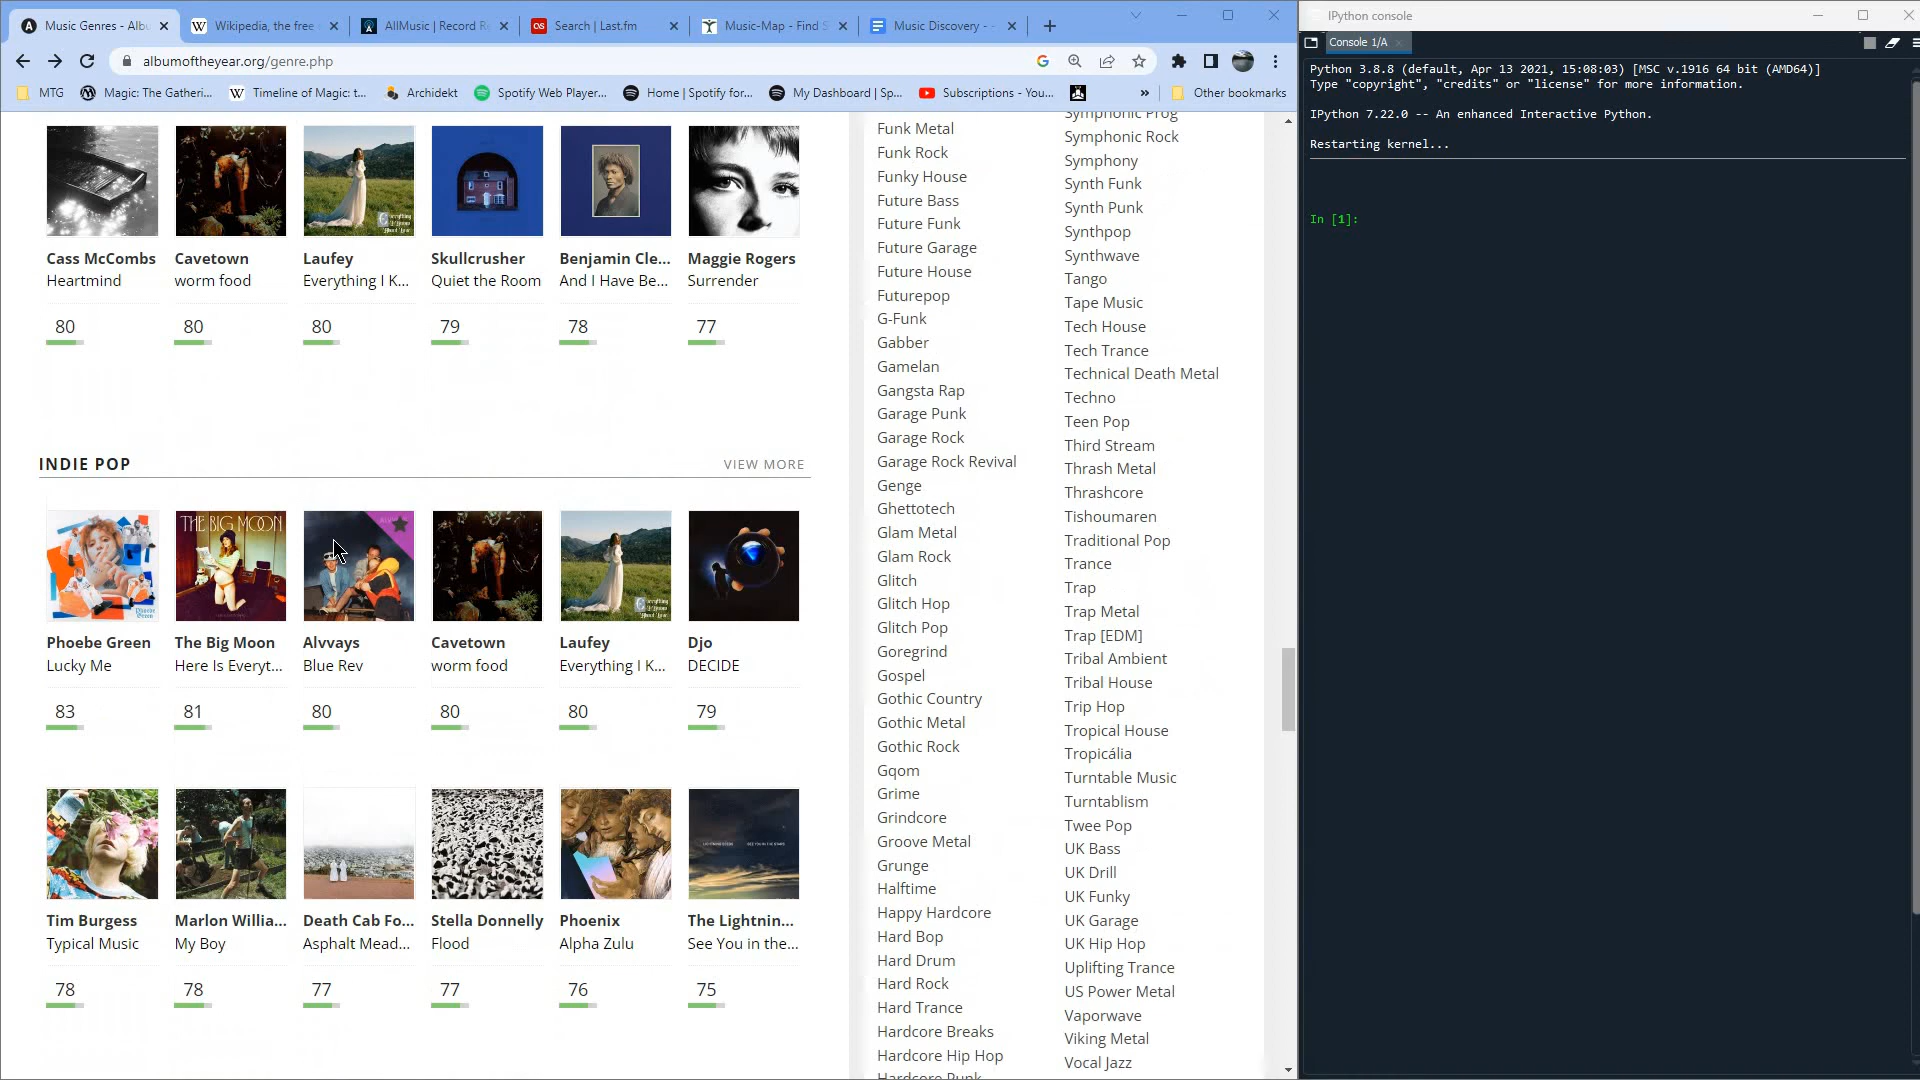 Music Genres - Albu
Wikipedia, the free
AllMusic | Record Re
Search | Last.fm
Music-Map - Find S
Music Discovery -
albumoftheyear.org/genre.php
MTG
Magic: The Gatheri...
Timeline of Magic: t...
Archidekt
Spotify Web Player...
Home | Spotify for...
My Dashboard | Sp...
Subscriptions - You...
»
Other bookmarks
Cass McCombs
Heartmind
80
Cavetown
worm food
80
Laufey
Everything I K...
80
Skullcrusher
Quiet the Room
79
Benjamin Cle...
And I Have Be...
78
Maggie Rogers
Surrender
77
INDIE POP
VIEW MORE
THE BIG MOON
Phoebe Green
Lucky Me
83
The Big Moon
Here Is Everyt...
81
Alvvays
Blue Rev
80
Cavetown
worm food
80
Laufey
Everything I K...
80
Djo
DECIDE
79
Tim Burgess
Typical Music
78
Marlon Willia...
My Boy
78
Death Cab Fo...
Asphalt Mead...
77
Stella Donnelly
Flood
77
Phoenix
Alpha Zulu
76
The Lightnin...
See You in the...
75
Funk Metal
Funk Rock
Funky House
Future Bass
Future Funk
Future Garage
Future House
Futurepop
G-Funk
Gabber
Gamelan
Gangsta Rap
Garage Punk
Garage Rock
Garage Rock Revival
Genge
Ghettotech
Glam Metal
Glam Rock
Glitch
Glitch Hop
Glitch Pop
Goregrind
Gospel
Gothic Country
Gothic Metal
Gothic Rock
Gqom
Grime
Grindcore
Groove Metal
Grunge
Halftime
Happy Hardcore
Hard Bop
Hard Drum
Hard Rock
Hard Trance
Hardcore Breaks
Hardcore Hip Hop
Hardcore Punk
Symphonic Prog
Symphonic Rock
Symphony
Synth Funk
Synth Punk
Synthpop
Synthwave
Tango
Tape Music
Tech House
Tech Trance
Technical Death Metal
Techno
Teen Pop
Third Stream
Thrash Metal
Thrashcore
Tishoumaren
Traditional Pop
Trance
Trap
Trap Metal
Trap [EDM]
Tribal Ambient
Tribal House
Trip Hop
Tropical House
Tropicália
Turntable Music
Turntablism
Twee Pop
UK Bass
UK Drill
UK Funky
UK Garage
UK Hip Hop
Uplifting Trance
US Power Metal
Vaporwave
Viking Metal
Vocal Jazz
IPython console
Console 1/A
Python 3.8.8 (default, Apr 13 2021, 15:08:03) [MSC v.1916 64 bit (AMD64)]
Type "copyright", "credits" or "license" for more information.
IPython 7.22.0 -- An enhanced Interactive Python.
Restarting kernel...
In [1]: